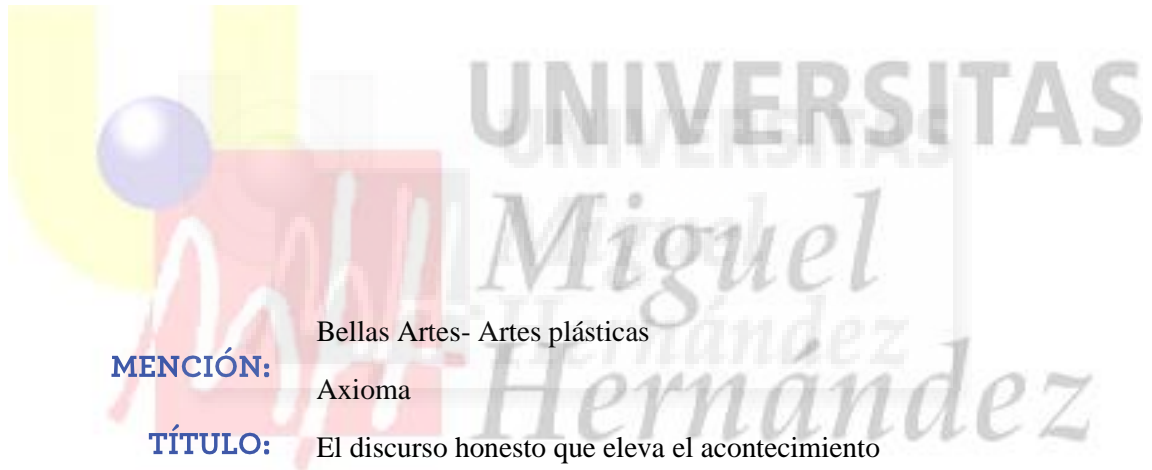 UNIVERSITAS
Miguel
Hernández
Bellas Artes- Artes plásticas
MENCIÓN:
Axioma
TÍTULO:
El discurso honesto que eleva el acontecimiento